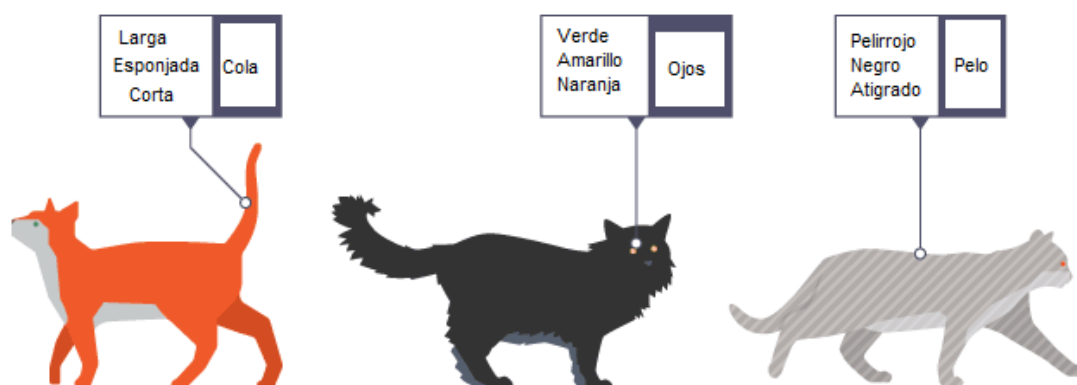 Larga
Esponjada
Corta
Cola
Verde
Amarillo
Naranja
Ojos
Pelirrojo
Negro
Atigrado
Pelo